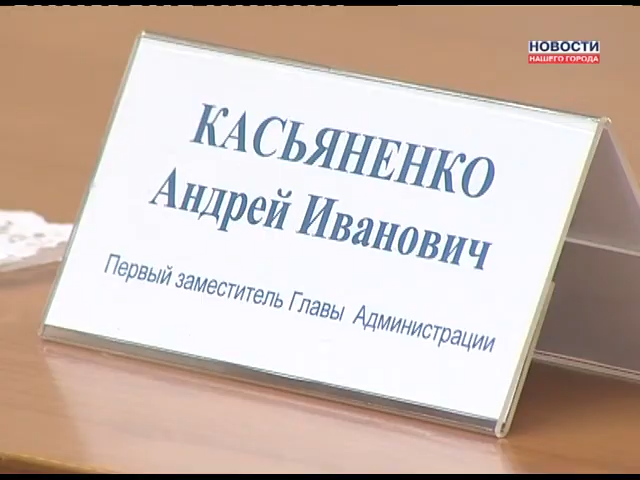 НОВОСТИ
НАШЕГО ГОРОДА
КАСЬЯНЕНКО
Андрей Иванович
Первый заместитель Главы Администрации